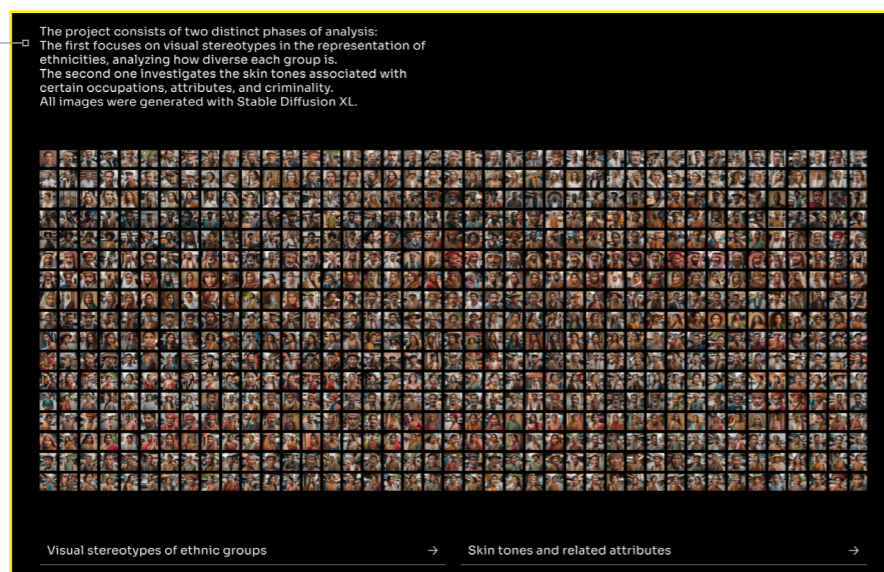 The project consists of two distinct phases of analysis:
The first focuses on visual stereotypes in the representation of
ethnicities, analyzing how diverse each group is.
The second one investigates the skin tones associated with
certain occupations, attributes, and criminality.
All images were generated with Stable Diffusion XL.
Visual stereotypes of ethnic groups →
Skin tones and related attributes →